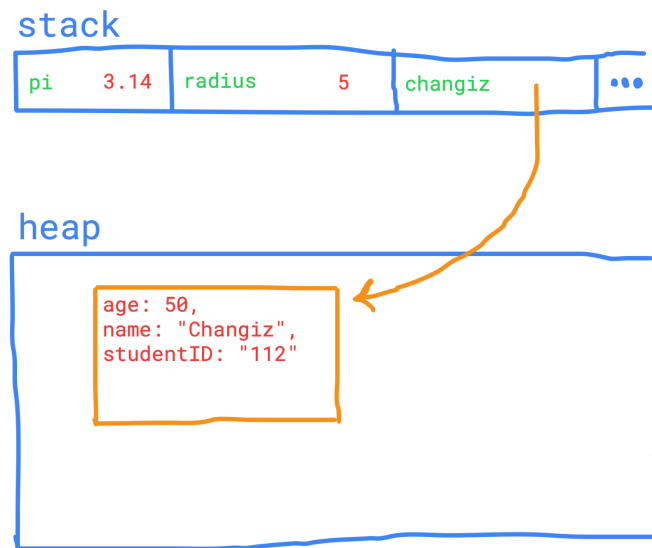 stack
pi 3.14 radius 5 changiz ...
heap
age: 50,
name: "Changiz",
studentID: "112"